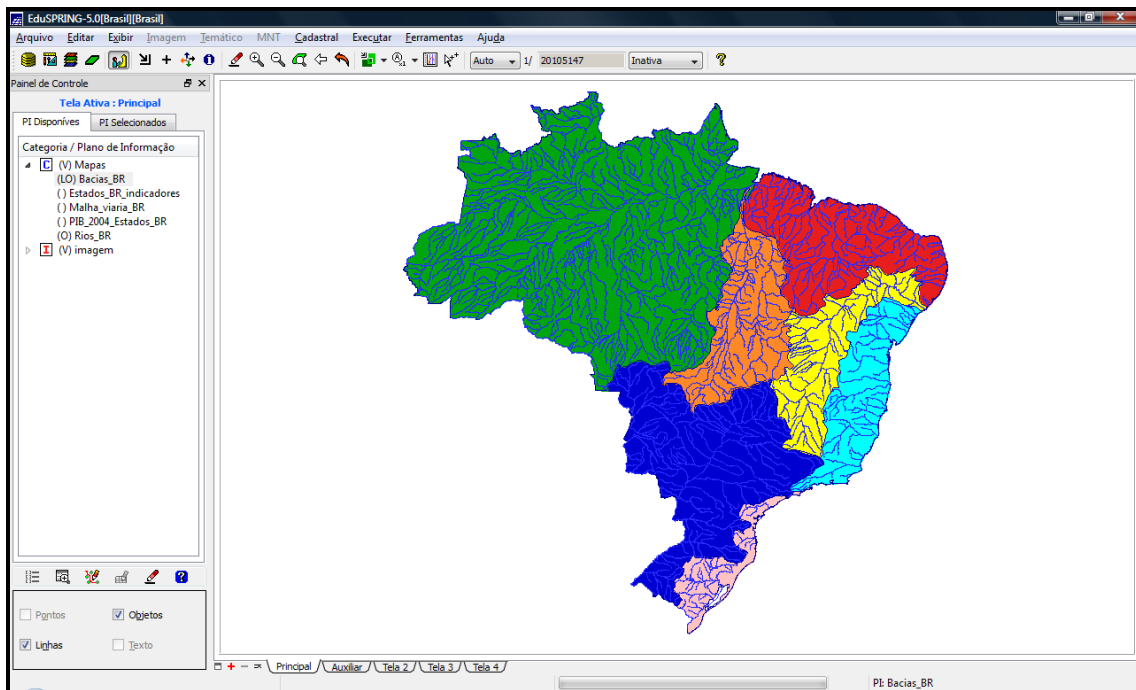 EduSPRING-5.0[Brasil][Brasil]
Arquivo Editar Exibir Imagem Temático MNT Cadastral Executar Ferramentas Ajuda
Auto 1/ 20105147 Inativa
Painel de Controle
Tela Ativa : Principal
PI Disponíves PI Selecionados
Categoria / Plano de Informação
C (V) Mapas
(LO) Bacias_BR
( ) Estados_BR_indicadores
( ) Malha_viaria_BR
( ) PIB_2004_Estados_BR
(O) Rios_BR
I (V) imagem
Pontos Objetos
Linhas Texto
Principal Auxiliar Tela 2 Tela 3 Tela 4
PI: Bacias_BR